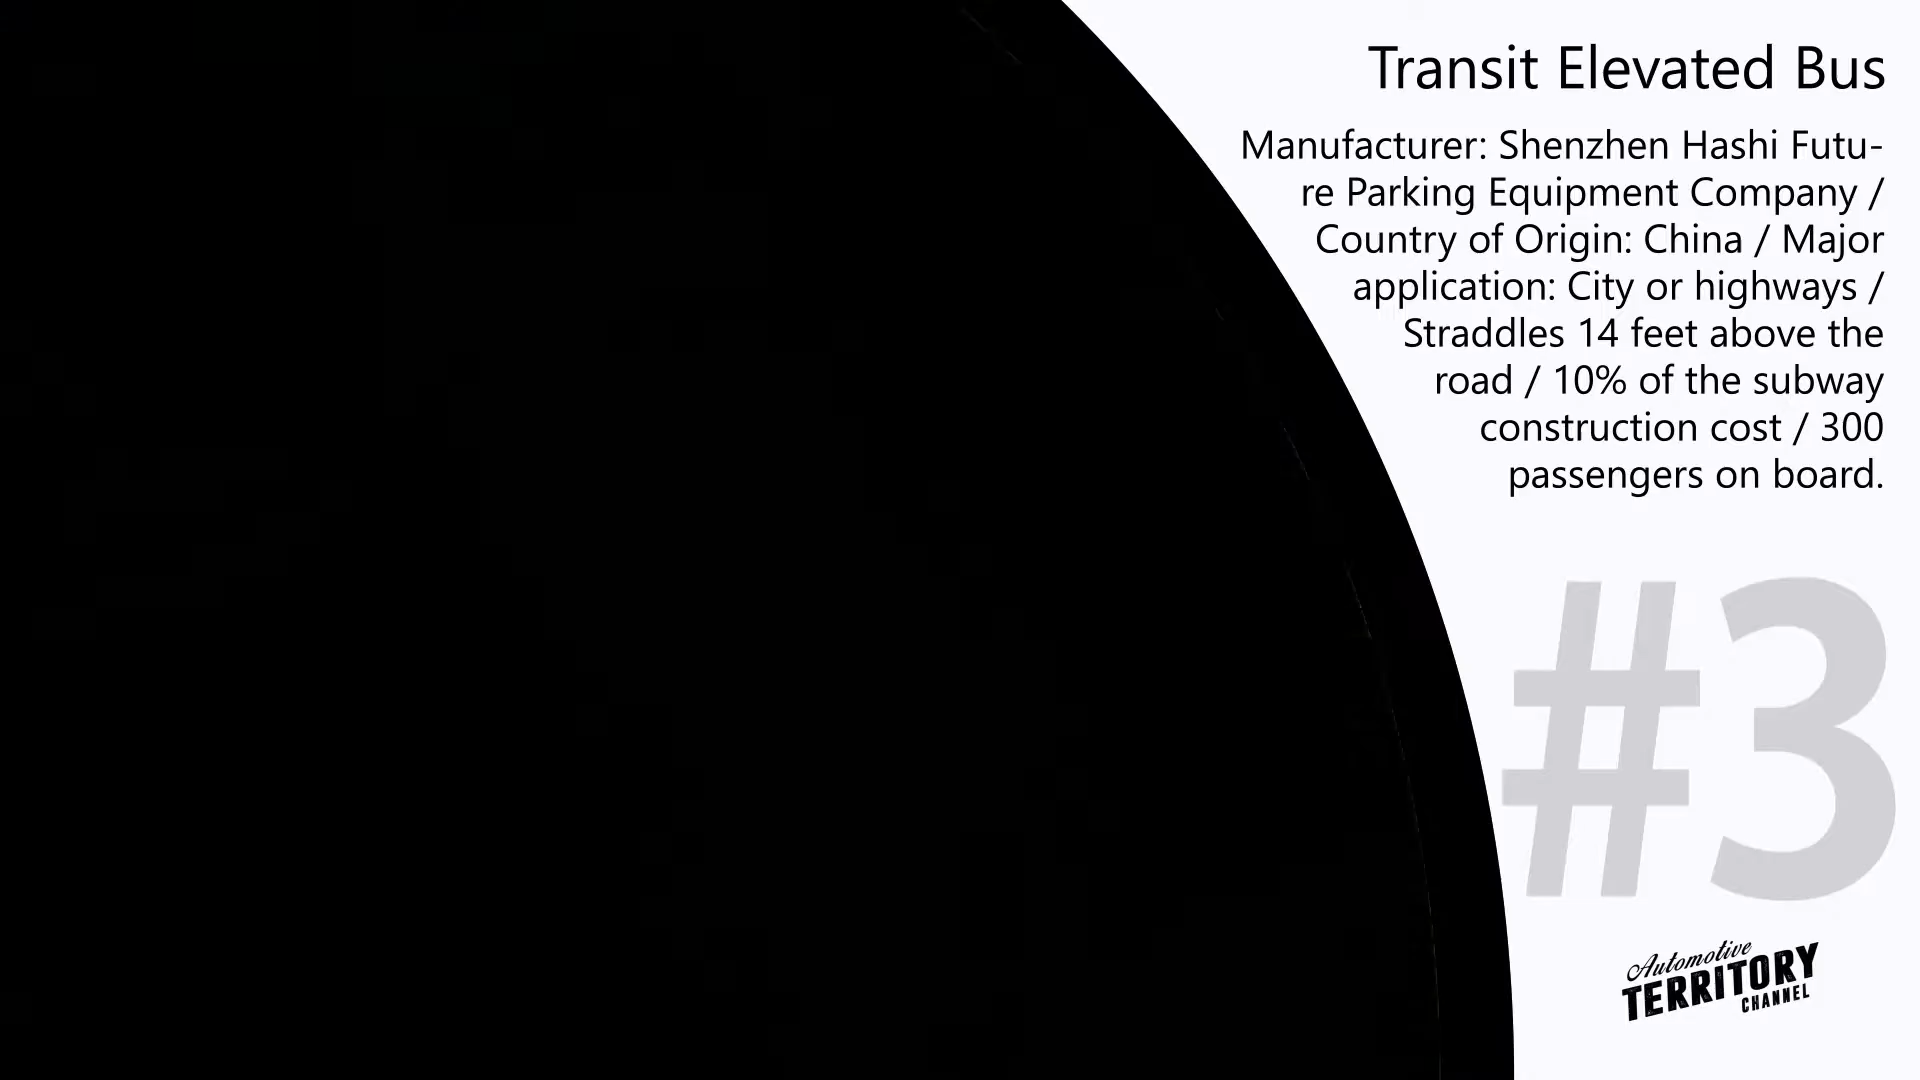 Transit Elevated Bus
Manufacturer: Shenzhen Hashi Futu-
re Parking Equipment Company /
Country of Origin: China / Major
application: City or highways /
Straddles 14 feet above the
road / 10% of the subway
construction cost / 300
passengers on board.
#3
Automotive
TERRITORY
CHANNEL